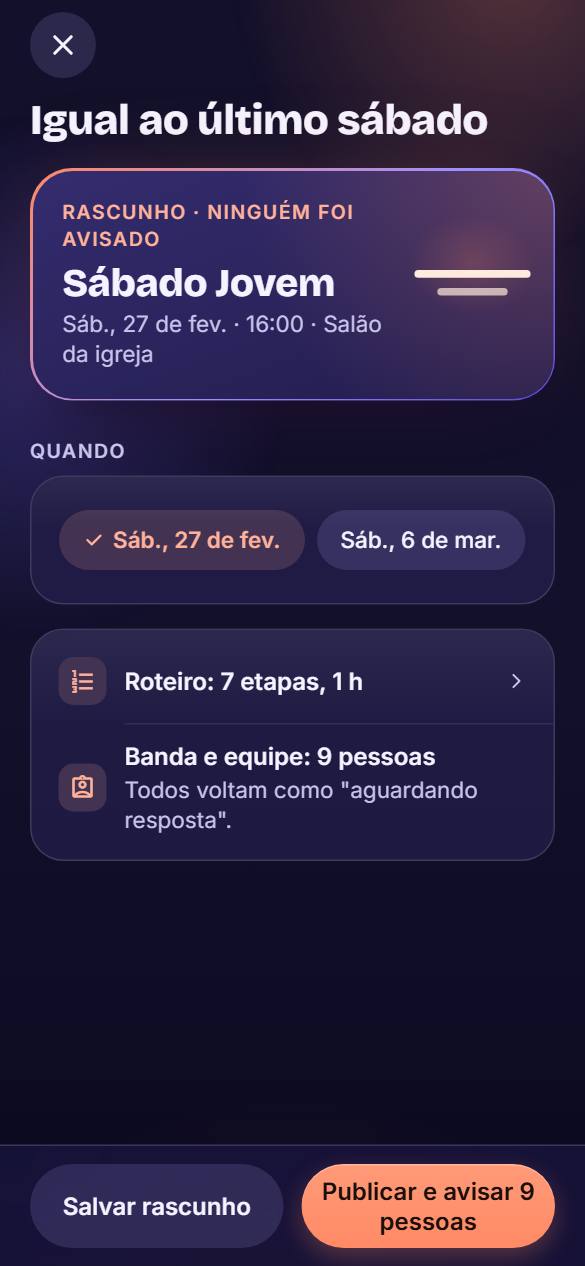 Igual ao último sábado
RASCUNHO · NINGUÉM FOI
AVISADO
Sábado Jovem
Sáb., 27 de fev. · 16:00 · Salão
da igreja
QUANDO
Sáb., 27 de fev.
Sáb., 6 de mar.
Roteiro: 7 etapas, 1 h
Banda e equipe: 9 pessoas
Todos voltam como "aguardando
resposta".
Salvar rascunho
Publicar e avisar 9
pessoas